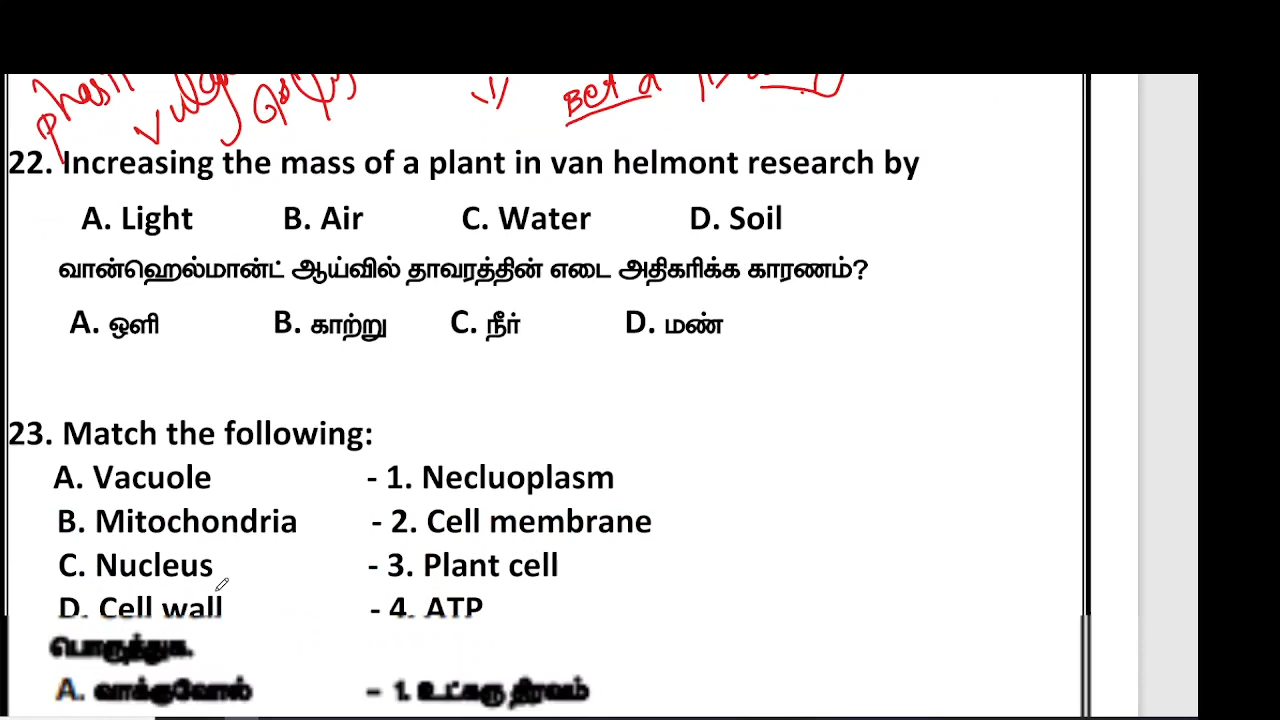 vulg
Beta
22. Increasing the mass of a plant in van helmont research by
A. Light B. Air C. Water D. Soil
வான்ஹெல்மான்ட் ஆய்வில் தாவரத்தின் எடை அதிகரிக்க காரணம்?
A. ஒளி B. காற்று C. நீர் D. மண்
23. Match the following:
A. Vacuole - 1. Necluoplasm
B. Mitochondria - 2. Cell membrane
C. Nucleus - 3. Plant cell
D. Cell wall - 4. ATP
பொருத்துக.
A. வாக்குவோல் - 1. உட்கரு திரவம்